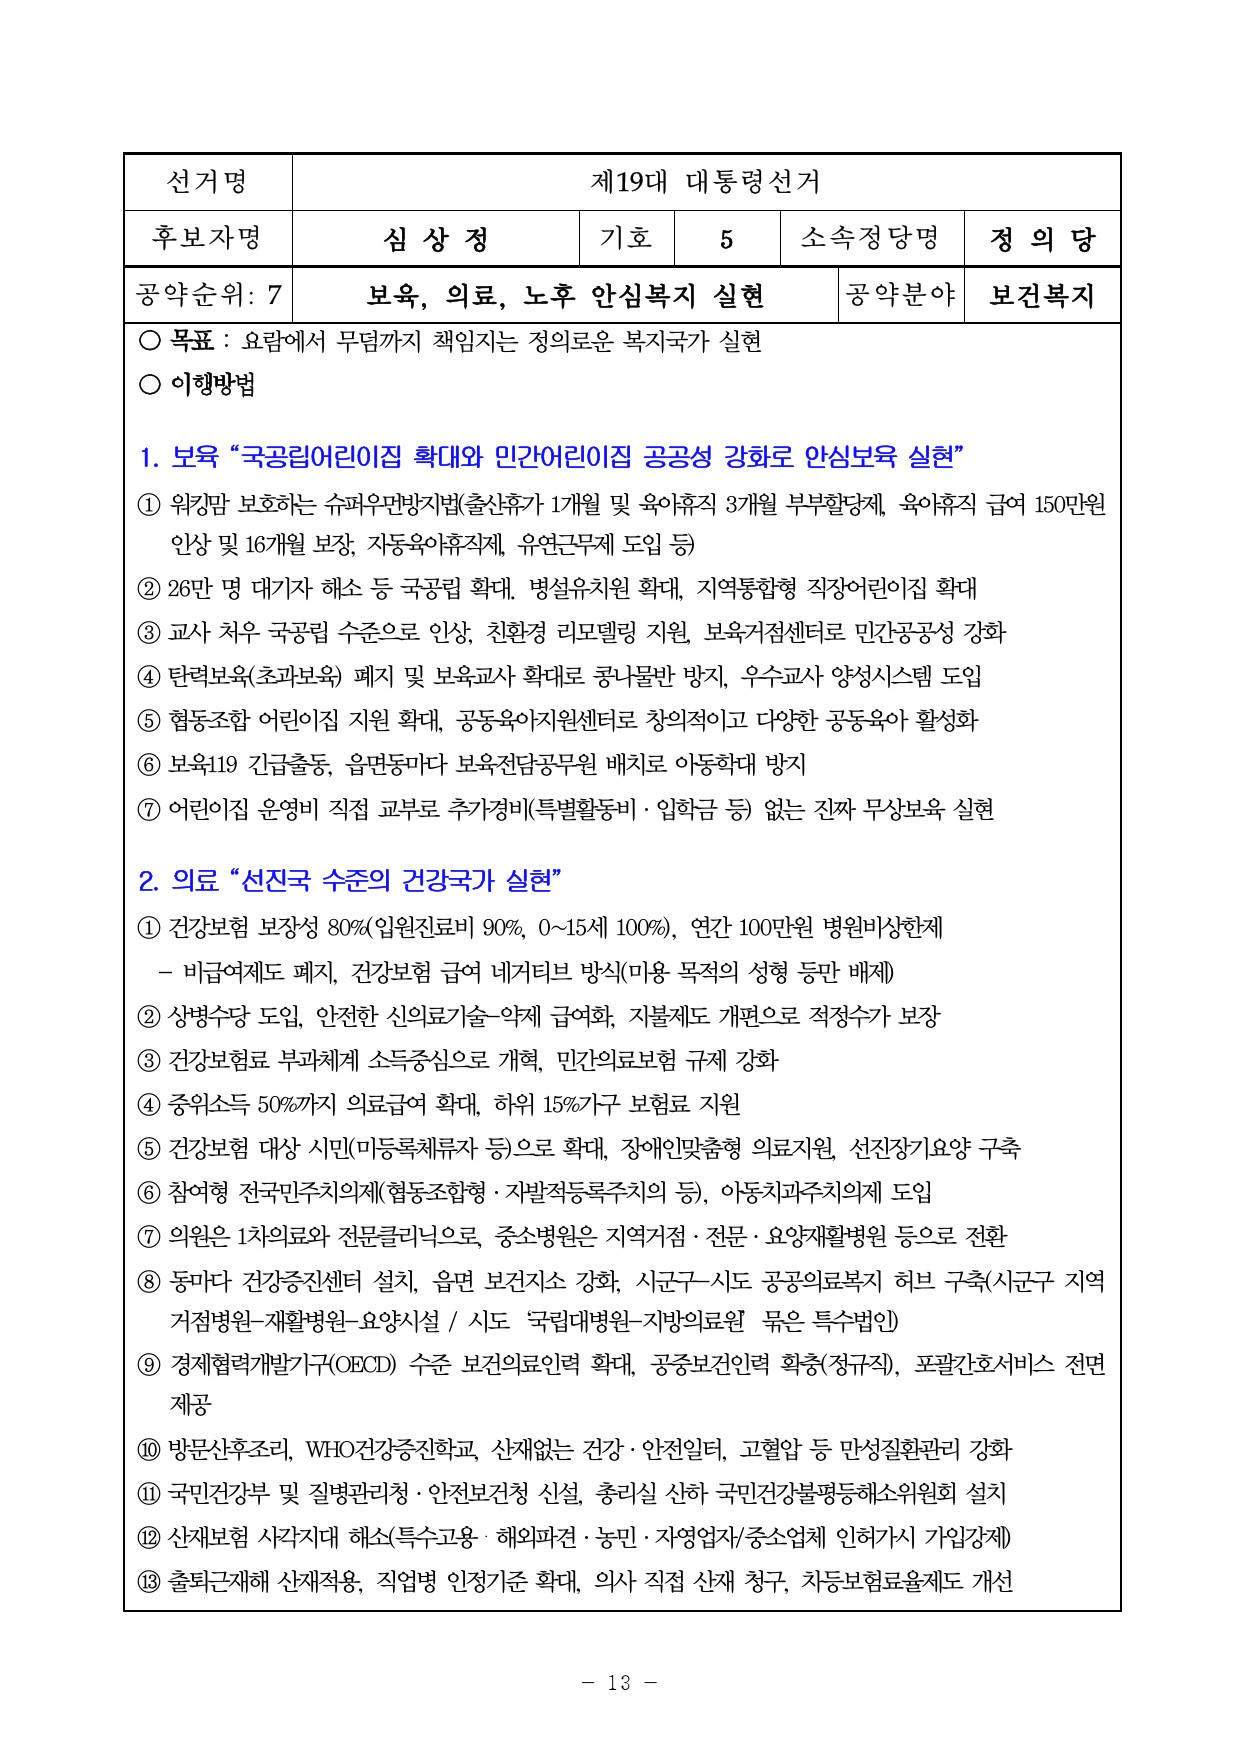 선거명 제19대 대통령선거
후보자명 심 상 정 기호 5 소속정당명 정 의 당
공약순위: 7 보육, 의료, 노후 안심복지 실현 공약분야 보건복지
○ 목표 : 요람에서 무덤까지 책임지는 정의로운 복지국가 실현
○ 이행방법
1. 보육 “국공립어린이집 확대와 민간어린이집 공공성 강화로 안심보육 실현”
① 워킹맘 보호하는 슈퍼우먼방지법(출산휴가 1개월 및 육아휴직 3개월 부부할당제, 육아휴직 급여 150만원
인상 및 16개월 보장, 자동육아휴직제, 유연근무제 도입 등)
② 26만 명 대기자 해소 등 국공립 확대. 병설유치원 확대, 지역통합형 직장어린이집 확대
③ 교사 처우 국공립 수준으로 인상, 친환경 리모델링 지원, 보육거점센터로 민간공공성 강화
④ 탄력보육(초과보육) 폐지 및 보육교사 확대로 콩나물반 방지, 우수교사 양성시스템 도입
⑤ 협동조합 어린이집 지원 확대, 공동육아지원센터로 창의적이고 다양한 공동육아 활성화
⑥ 보육119 긴급출동, 읍면동마다 보육전담공무원 배치로 아동학대 방지
⑦ 어린이집 운영비 직접 교부로 추가경비(특별활동비·입학금 등) 없는 진짜 무상보육 실현
2. 의료 “선진국 수준의 건강국가 실현”
① 건강보험 보장성 80%(입원진료비 90%, 0~15세 100%), 연간 100만원 병원비상한제
– 비급여제도 폐지, 건강보험 급여 네거티브 방식(미용 목적의 성형 등만 배제)
② 상병수당 도입, 안전한 신의료기술–약제 급여화, 지불제도 개편으로 적정수가 보장
③ 건강보험료 부과체계 소득중심으로 개혁, 민간의료보험 규제 강화
④ 중위소득 50%까지 의료급여 확대, 하위 15%가구 보험료 지원
⑤ 건강보험 대상 시민(미등록체류자 등)으로 확대, 장애인맞춤형 의료지원, 선진장기요양 구축
⑥ 참여형 전국민주치의제(협동조합형·자발적등록주치의 등), 아동치과주치의제 도입
⑦ 의원은 1차의료와 전문클리닉으로, 중소병원은 지역거점·전문·요양재활병원 등으로 전환
⑧ 동마다 건강증진센터 설치, 읍면 보건지소 강화, 시군구–시도 공공의료복지 허브 구축(시군구 지역
거점병원–재활병원–요양시설 / 시도 ‘국립대병원–지방의료원’ 묶은 특수법인)
⑨ 경제협력개발기구(OECD) 수준 보건의료인력 확대, 공중보건인력 확충(정규직), 포괄간호서비스 전면
제공
⑩ 방문산후조리, WHO건강증진학교, 산재없는 건강·안전일터, 고혈압 등 만성질환관리 강화
⑪ 국민건강부 및 질병관리청·안전보건청 신설, 총리실 산하 국민건강불평등해소위원회 설치
⑫ 산재보험 사각지대 해소(특수고용·해외파견·농민·자영업자/중소업체 인허가시 가입강제)
⑬ 출퇴근재해 산재적용, 직업병 인정기준 확대, 의사 직접 산재 청구, 차등보험료율제도 개선
– 13 –